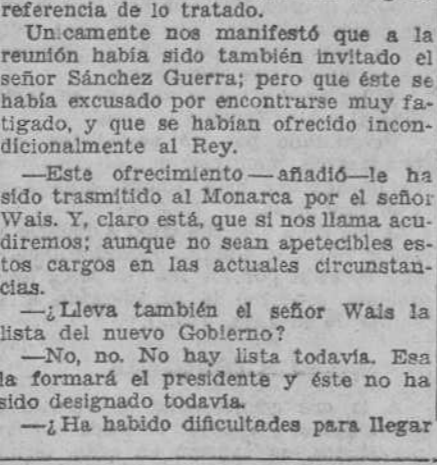 referencia de lo tratado.
Unicamente nos manifestó que a la
reunión había sido también invitado el
señor Sánchez Guerra; pero que éste se
había excusado por encontrarse muy fa-
tigado, y que se habían ofrecido incon-
dicionalmente al Rey.
—Este ofrecimiento — añadió—le ha
sido trasmitido al Monarca por el señor
Wais. Y, claro está, que si nos llama acu-
diremos; aunque no sean apetecibles es-
tos cargos en las actuales circunstan-
cias.
—¿Lleva también el señor Wais la
lista del nuevo Gobierno?
—No, no. No hay lista todavía. Esa
la formará el presidente y éste no ha
sido designado todavía.
—¿Ha habido dificultades para llegar